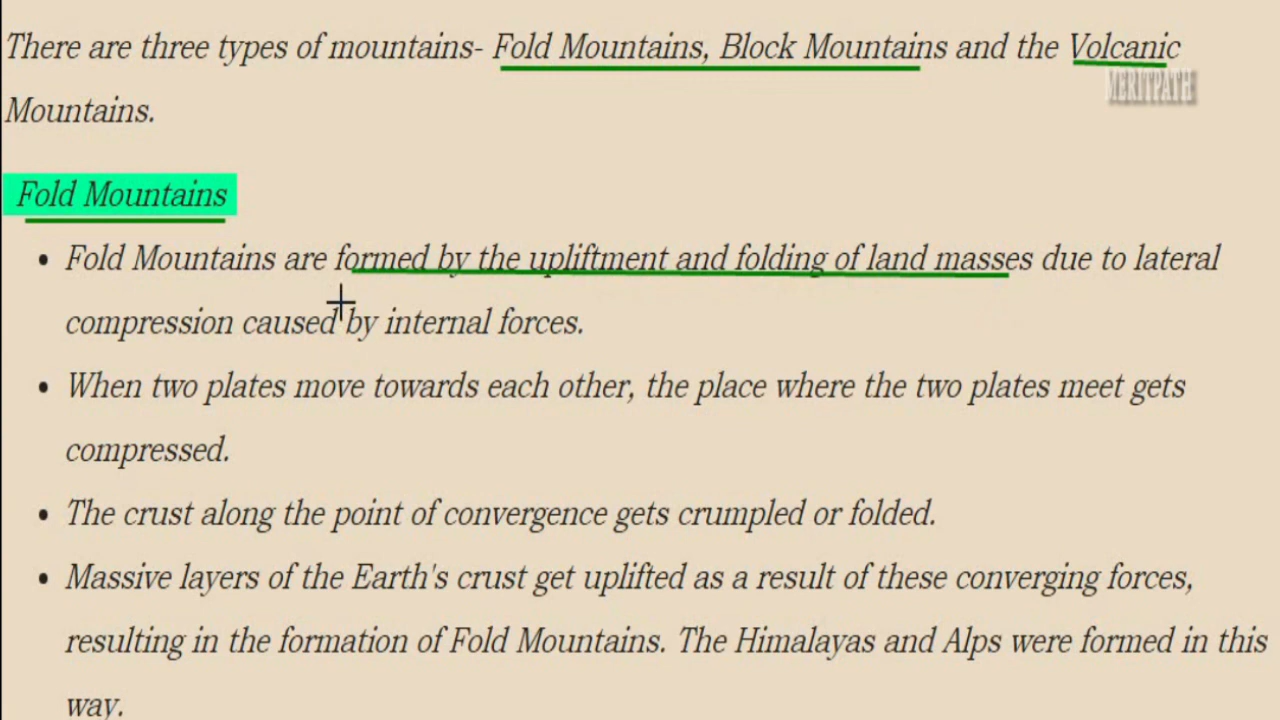 There are three types of mountains- Fold Mountains, Block Mountains and the Volcanic
MERITPATH
Mountains.
Fold Mountains
• Fold Mountains are formed by the upliftment and folding of land masses due to lateral
compression caused by internal forces.
• When two plates move towards each other, the place where the two plates meet gets
compressed.
• The crust along the point of convergence gets crumpled or folded.
• Massive layers of the Earth's crust get uplifted as a result of these converging forces,
resulting in the formation of Fold Mountains. The Himalayas and Alps were formed in this
way.